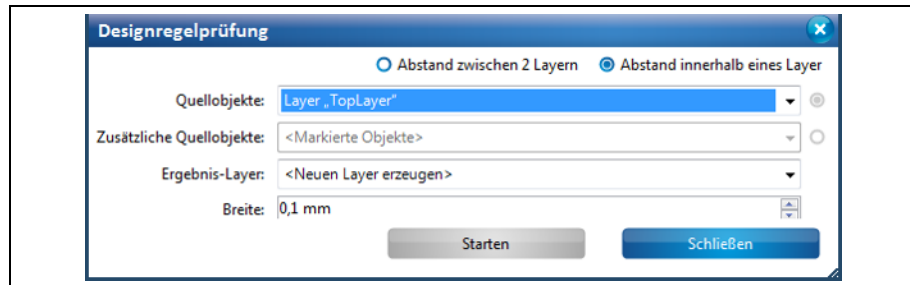 Designregelprüfung
Abstand zwischen 2 Layern Abstand innerhalb eines Layer
Quellobjekte: Layer „TopLayer“
Zusätzliche Quellobjekte: <Markierte Objekte>
Ergebnis-Layer: <Neuen Layer erzeugen>
Breite: 0,1 mm
Starten Schließen